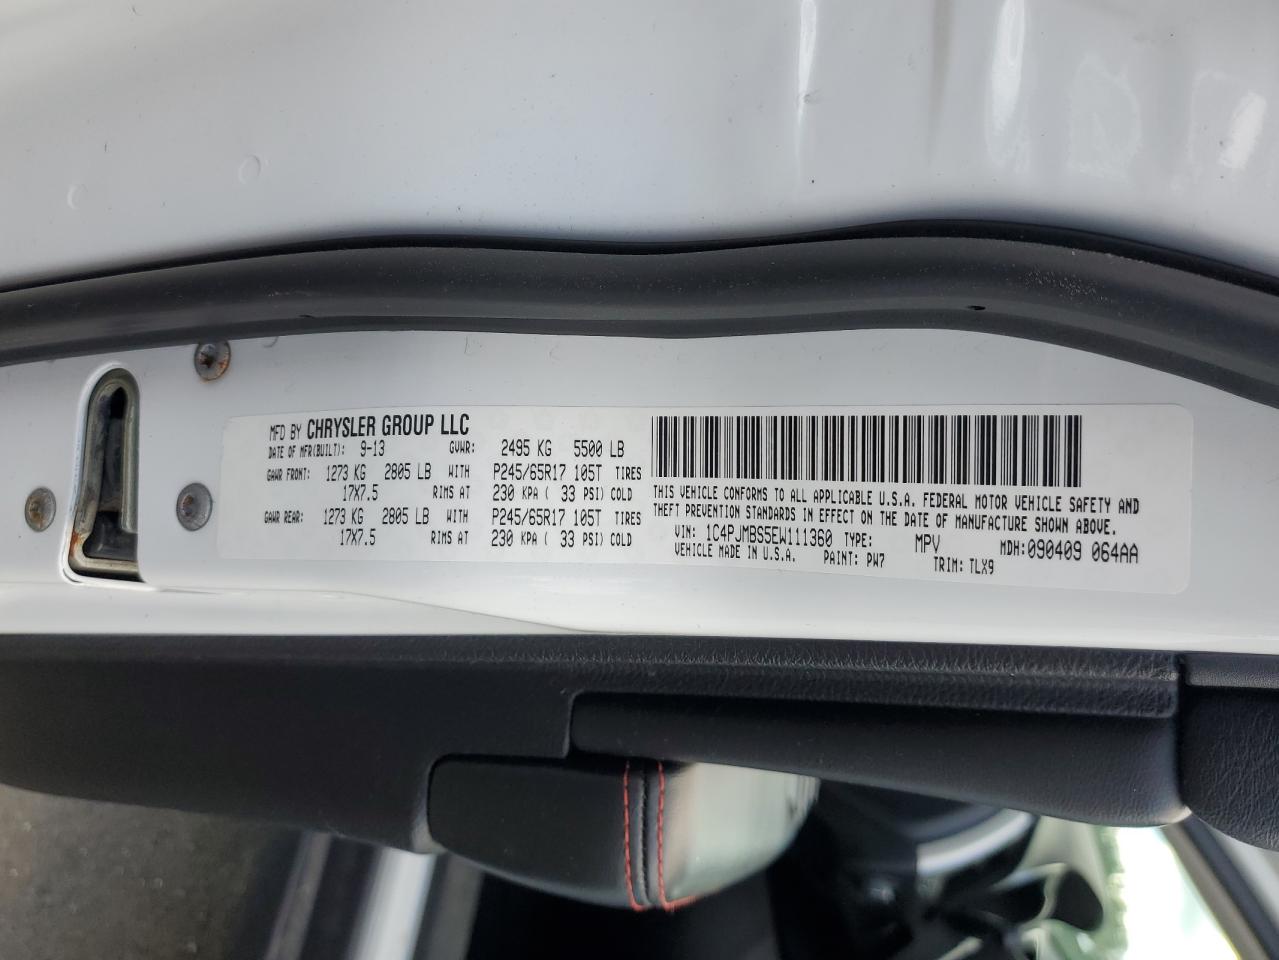 MFD BY CHRYSLER GROUP LLC
DATE OF MFR(BUILT): 9-13 GVWR: 2495 KG 5500 LB
GAWR FRONT: 1273 KG 2805 LB WITH P245/65R17 105T TIRES
17X7.5 RIMS AT 230 KPA ( 33 PSI) COLD
GAWR REAR: 1273 KG 2805 LB WITH P245/65R17 105T TIRES
17X7.5 RIMS AT 230 KPA ( 33 PSI) COLD
THIS VEHICLE CONFORMS TO ALL APPLICABLE U.S.A. FEDERAL MOTOR VEHICLE SAFETY AND
THEFT PREVENTION STANDARDS IN EFFECT ON THE DATE OF MANUFACTURE SHOWN ABOVE.
VIN: 1C4PJMBS5EW111360 TYPE: MPV MDH:090409 064AA
VEHICLE MADE IN U.S.A. PAINT: PW7 TRIM: TLX9